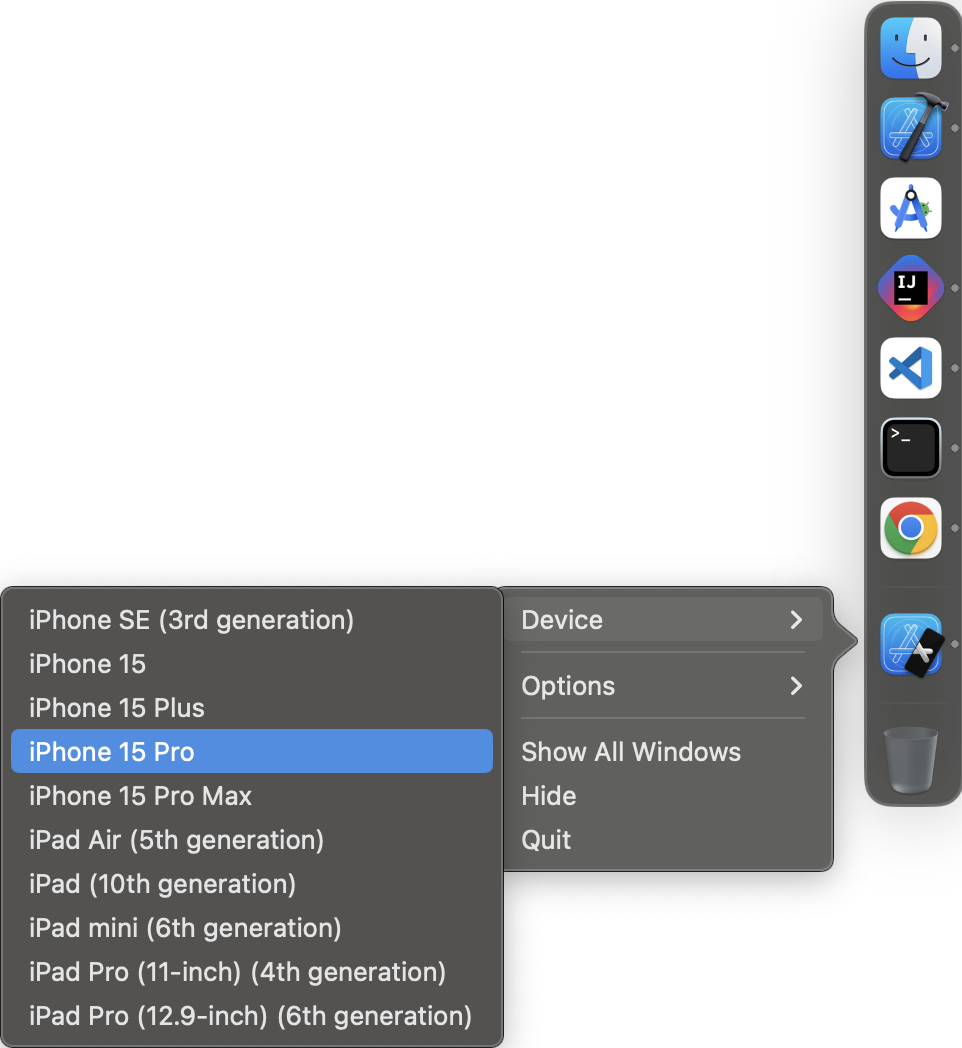 IJ
>_
iPhone SE (3rd generation)
iPhone 15
iPhone 15 Plus
iPhone 15 Pro
iPhone 15 Pro Max
iPad Air (5th generation)
iPad (10th generation)
iPad mini (6th generation)
iPad Pro (11-inch) (4th generation)
iPad Pro (12.9-inch) (6th generation)
Device
Options
Show All Windows
Hide
Quit